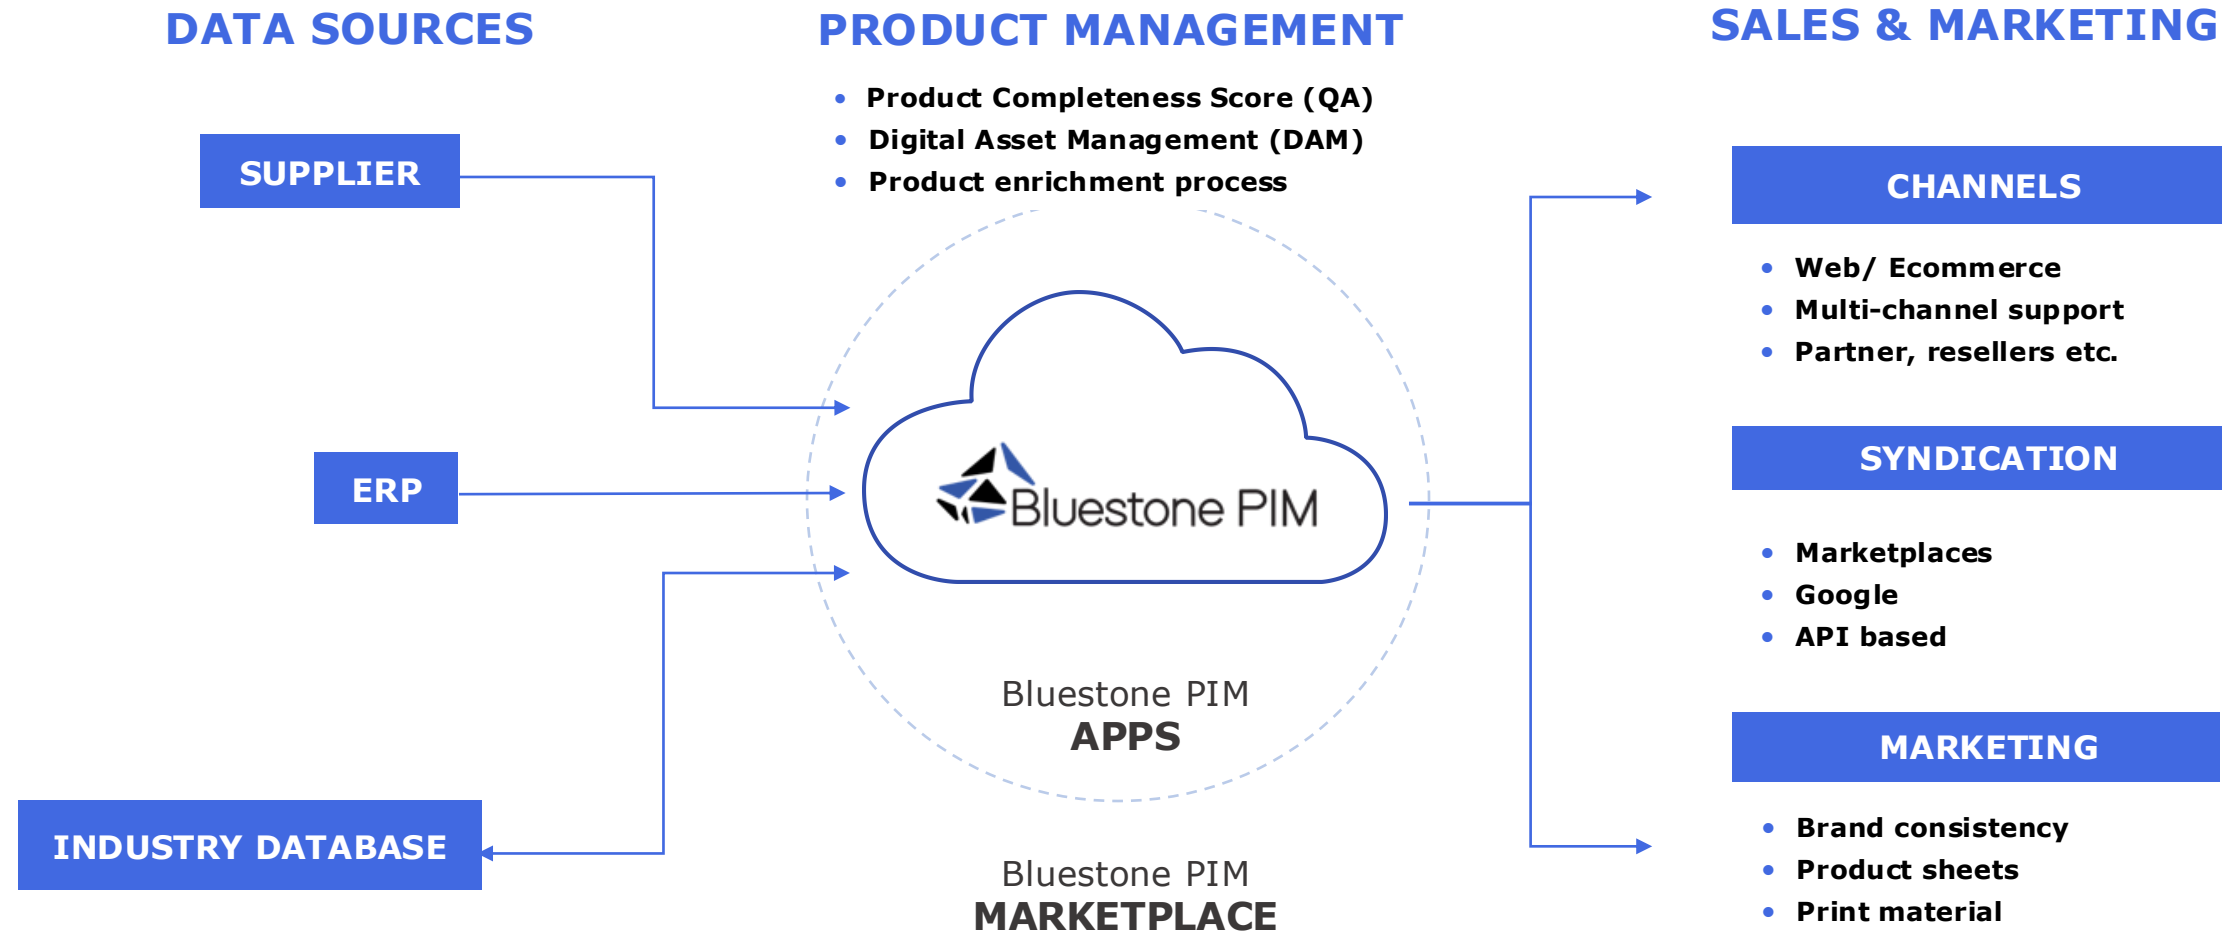 DATA SOURCES
SUPPLIER
ERP
INDUSTRY DATABASE
PRODUCT MANAGEMENT
• Product Completeness Score (QA)
• Digital Asset Management (DAM)
• Product enrichment process
Bluestone PIM
Bluestone PIM
APPS
Bluestone PIM
MARKETPLACE
SALES & MARKETING
CHANNELS
• Web/ Ecommerce
• Multi-channel support
• Partner, resellers etc.
SYNDICATION
• Marketplaces
• Google
• API based
MARKETING
• Brand consistency
• Product sheets
• Print material